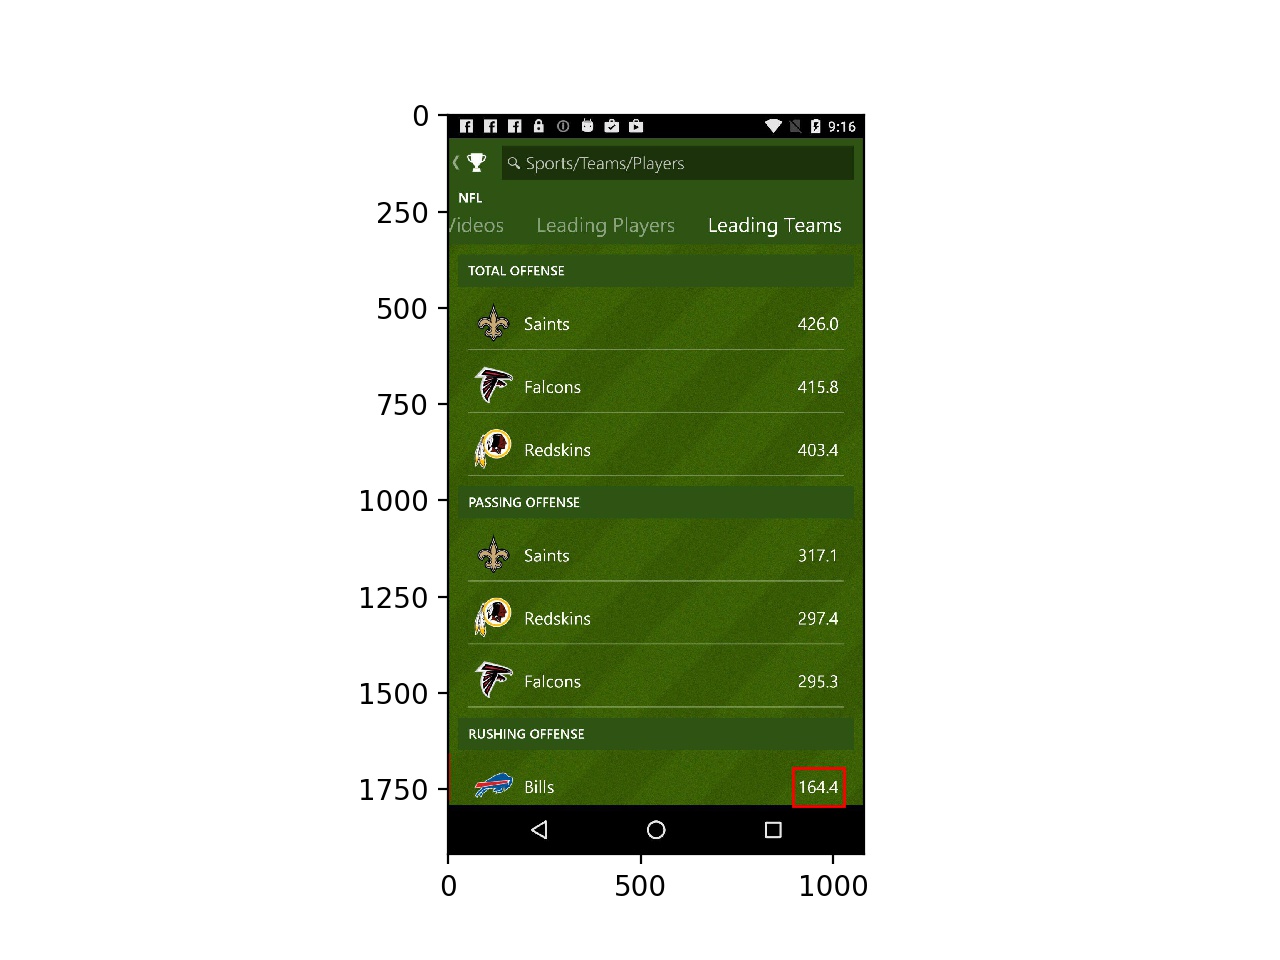 0
250
500
750
1000
1250
1500
1750
9:16
Sports/Teams/Players
NFL
Videos Leading Players Leading Teams
TOTAL OFFENSE
Saints 426.0
Falcons 415.8
Redskins 403.4
PASSING OFFENSE
Saints 317.1
Redskins 297.4
Falcons 295.3
RUSHING OFFENSE
Bills 164.4
0 500 1000